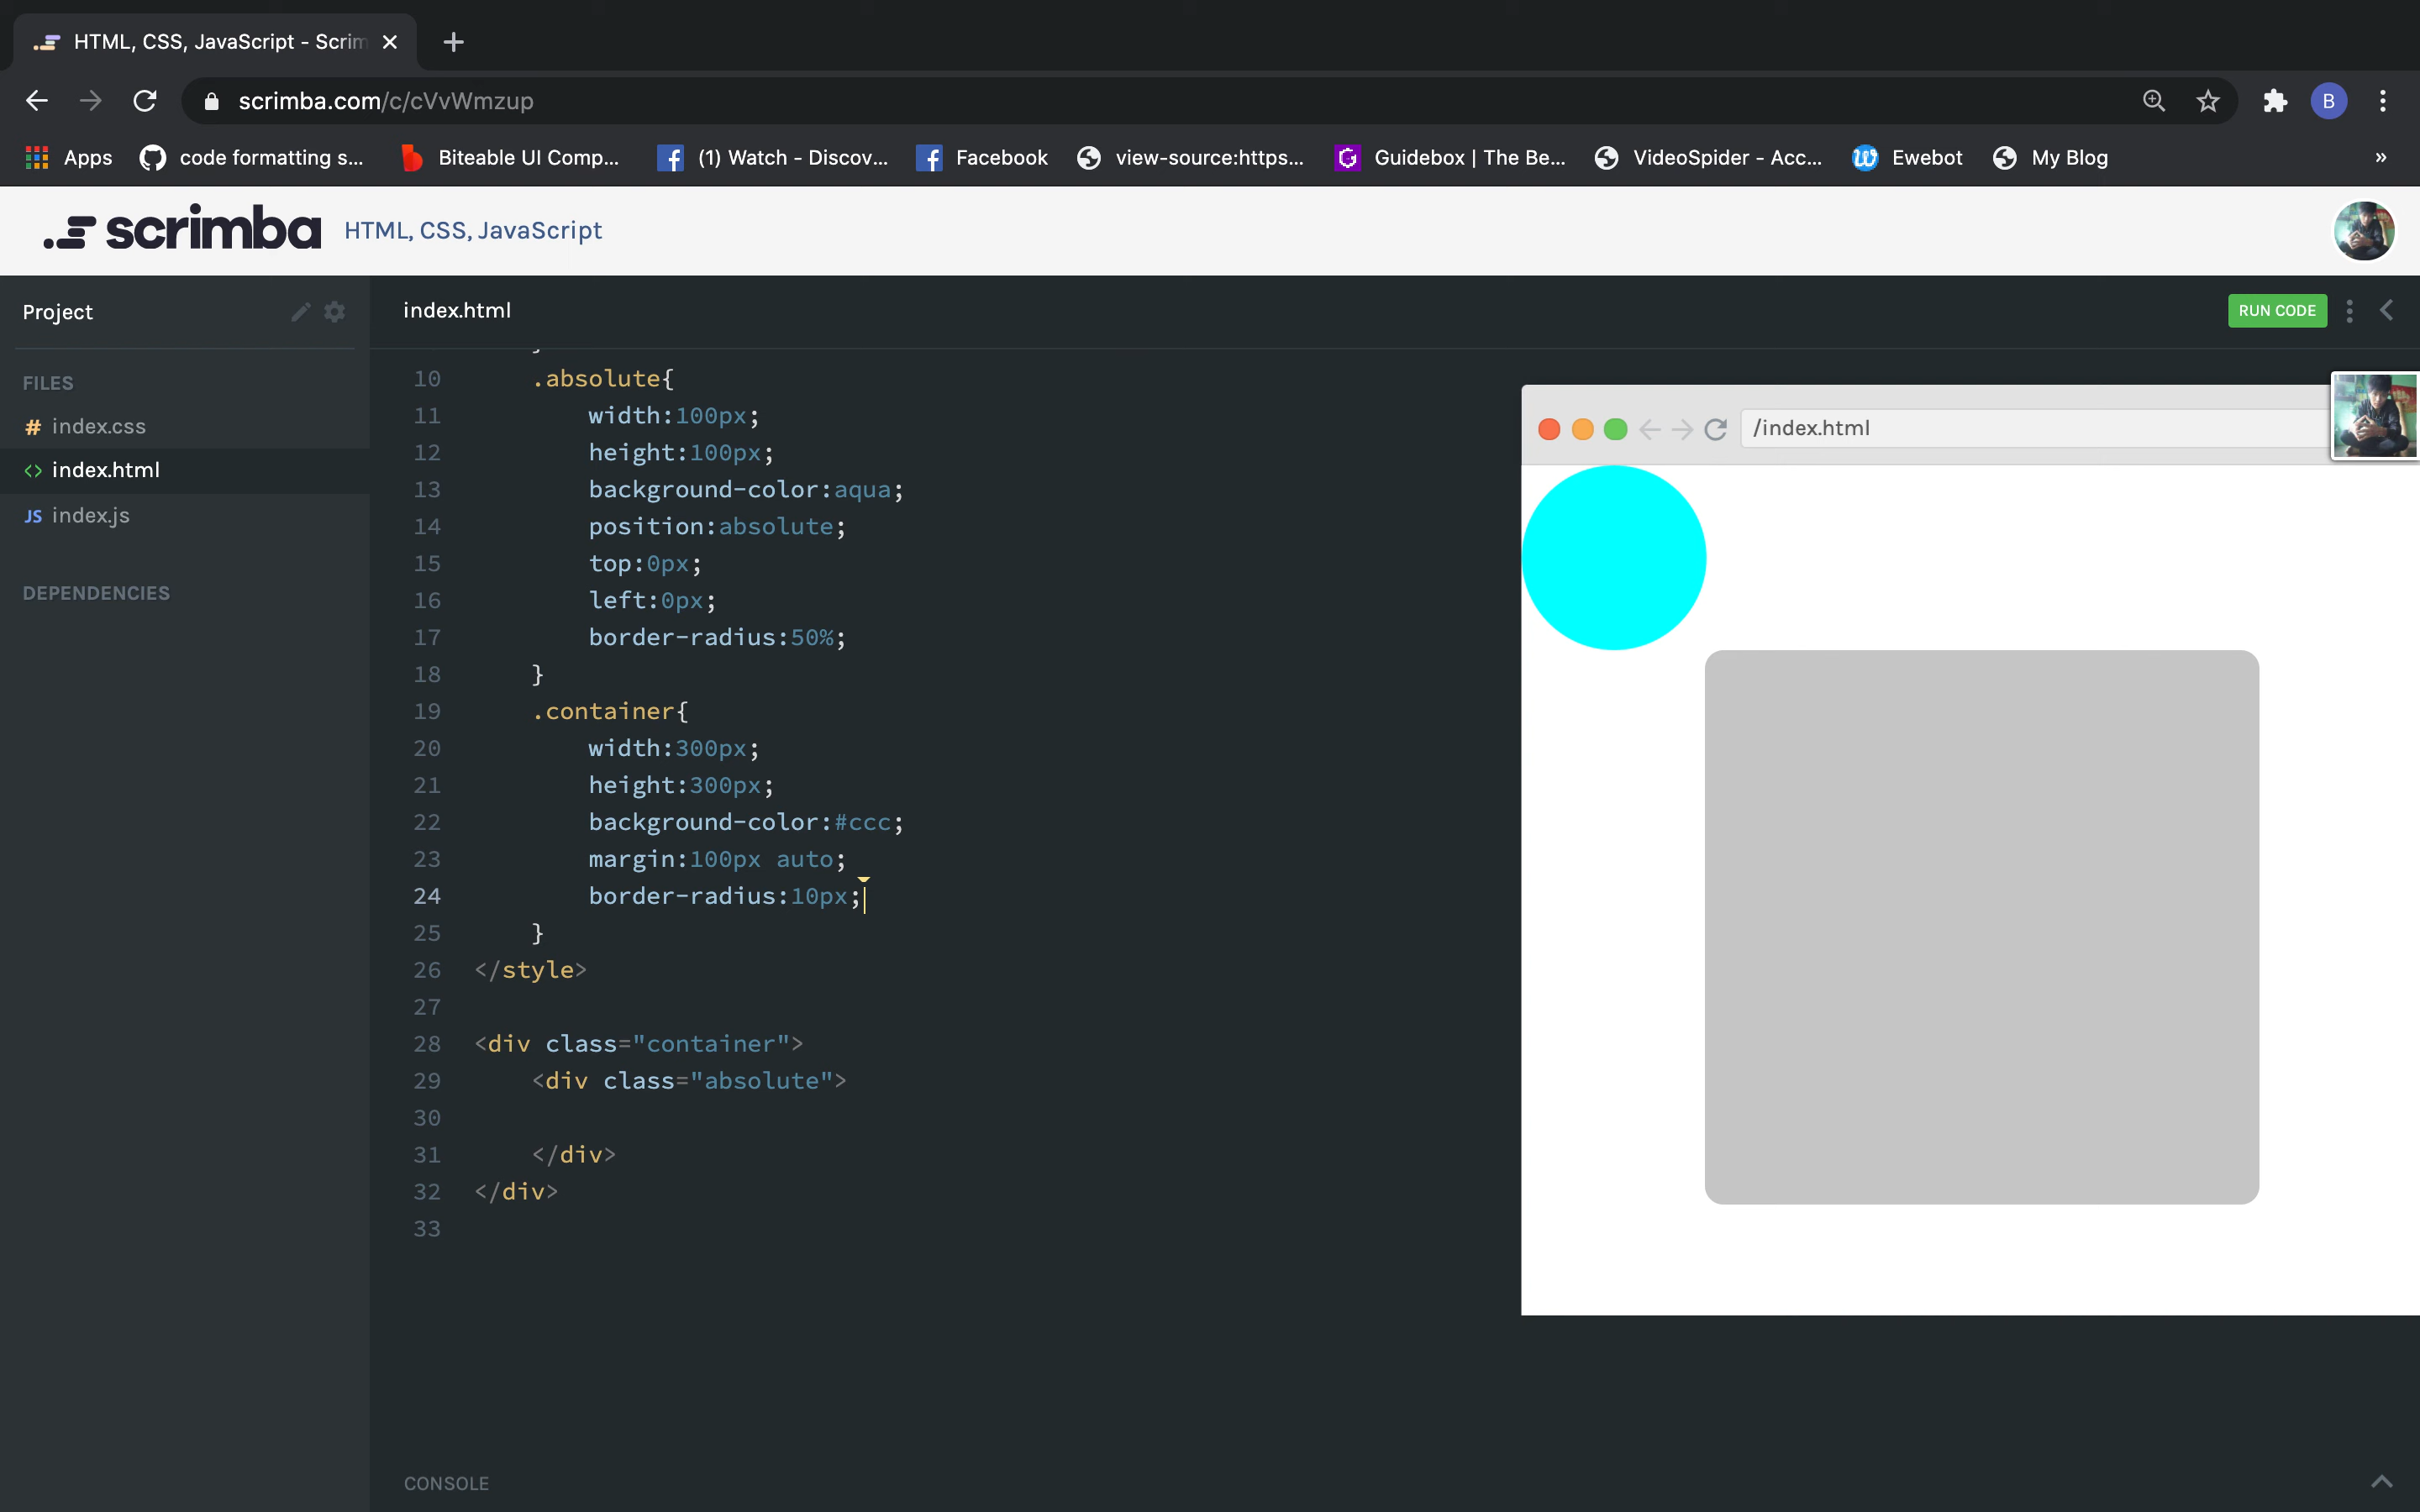 HTML, CSS, JavaScript - Scrim
scrimba.com/c/cVvWmzup
B
Apps
code formatting s...
Biteable UI Comp...
(1) Watch - Discov...
Facebook
view-source:https...
Guidebox | The Be...
VideoSpider - Acc...
Ewebot
My Blog
»
scrimba HTML, CSS, JavaScript
Project
FILES
# index.css
<> index.html
JS index.js
DEPENDENCIES
index.html
RUN CODE
10 .absolute{
11 width:100px;
12 height:100px;
13 background-color:aqua;
14 position:absolute;
15 top:0px;
16 left:0px;
17 border-radius:50%;
18 }
19 .container{
20 width:300px;
21 height:300px;
22 background-color:#ccc;
23 margin:100px auto;
24 border-radius:10px;
25 }
26 </style>
27
28 <div class="container">
29 <div class="absolute">
30
31 </div>
32 </div>
33
/index.html
CONSOLE